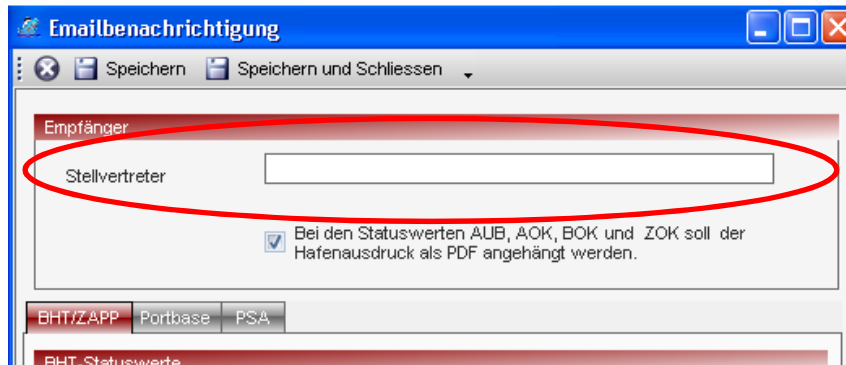 Emailbenachrichtigung
Speichern Speichern und Schliessen
Empfänger
Stellvertreter
Bei den Statuswerten AUB, AOK, BOK und ZOK soll der
Hafenausdruck als PDF angehängt werden.
BHT/ZAPP Portbase PSA
BHT-Statuswerte